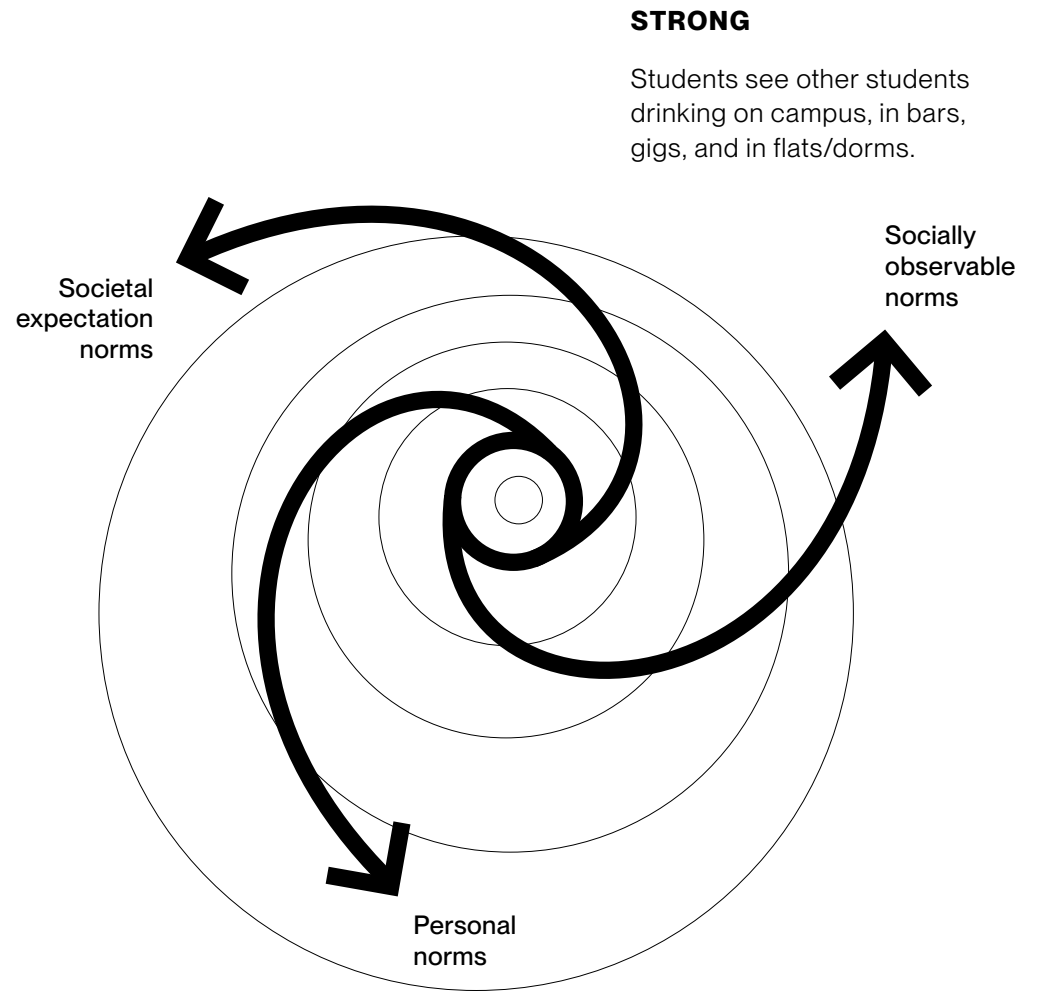 STRONG
Students see other students
drinking on campus, in bars,
gigs, and in flats/dorms.
Socially
observable
norms
Societal
expectation
norms
Personal
norms